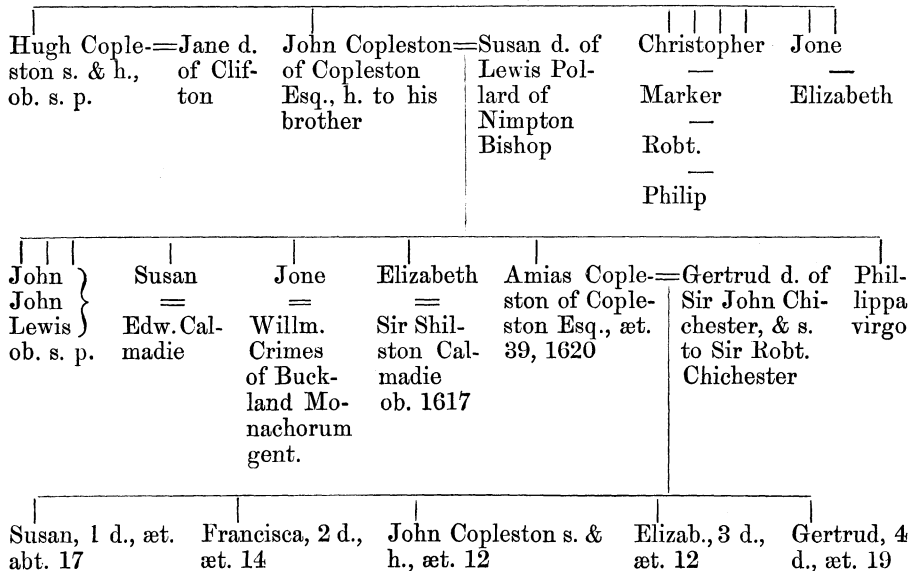 Hugh Cople-=Jane d.
ston s. & h.,
of Clif-
ob. s. p.
ton
John Copleston=Susan d. of
of Copleston
Lewis Pol-
Esq., h. to his
lard of
brother
Nimpton
Bishop
Christopher
—
Marker
—
Robt.
—
Philip
Jone
—
Elizabeth
John
John
Lewis
ob. s. p.
Susan
=
Edw. Cal-
madie
Jone
=
Willm.
Crimes
of Buck-
land Mo-
nachorum
gent.
Elizabeth
=
Sir Shil-
ston Cal-
madie
ob. 1617
Amias Cople-=Gertrud d. of
ston of Cople-
Sir John Chi-
ston Esq., æt.
chester, & s.
39, 1620
to Sir Robt.
Chichester
Phil-
lippa
virgo
Susan, 1 d., æt.
abt. 17
Francisca, 2 d.,
æt. 14
John Copleston s. &
h., æt. 12
Elizab., 3 d.,
æt. 12
Gertrud, 4
d., æt. 19